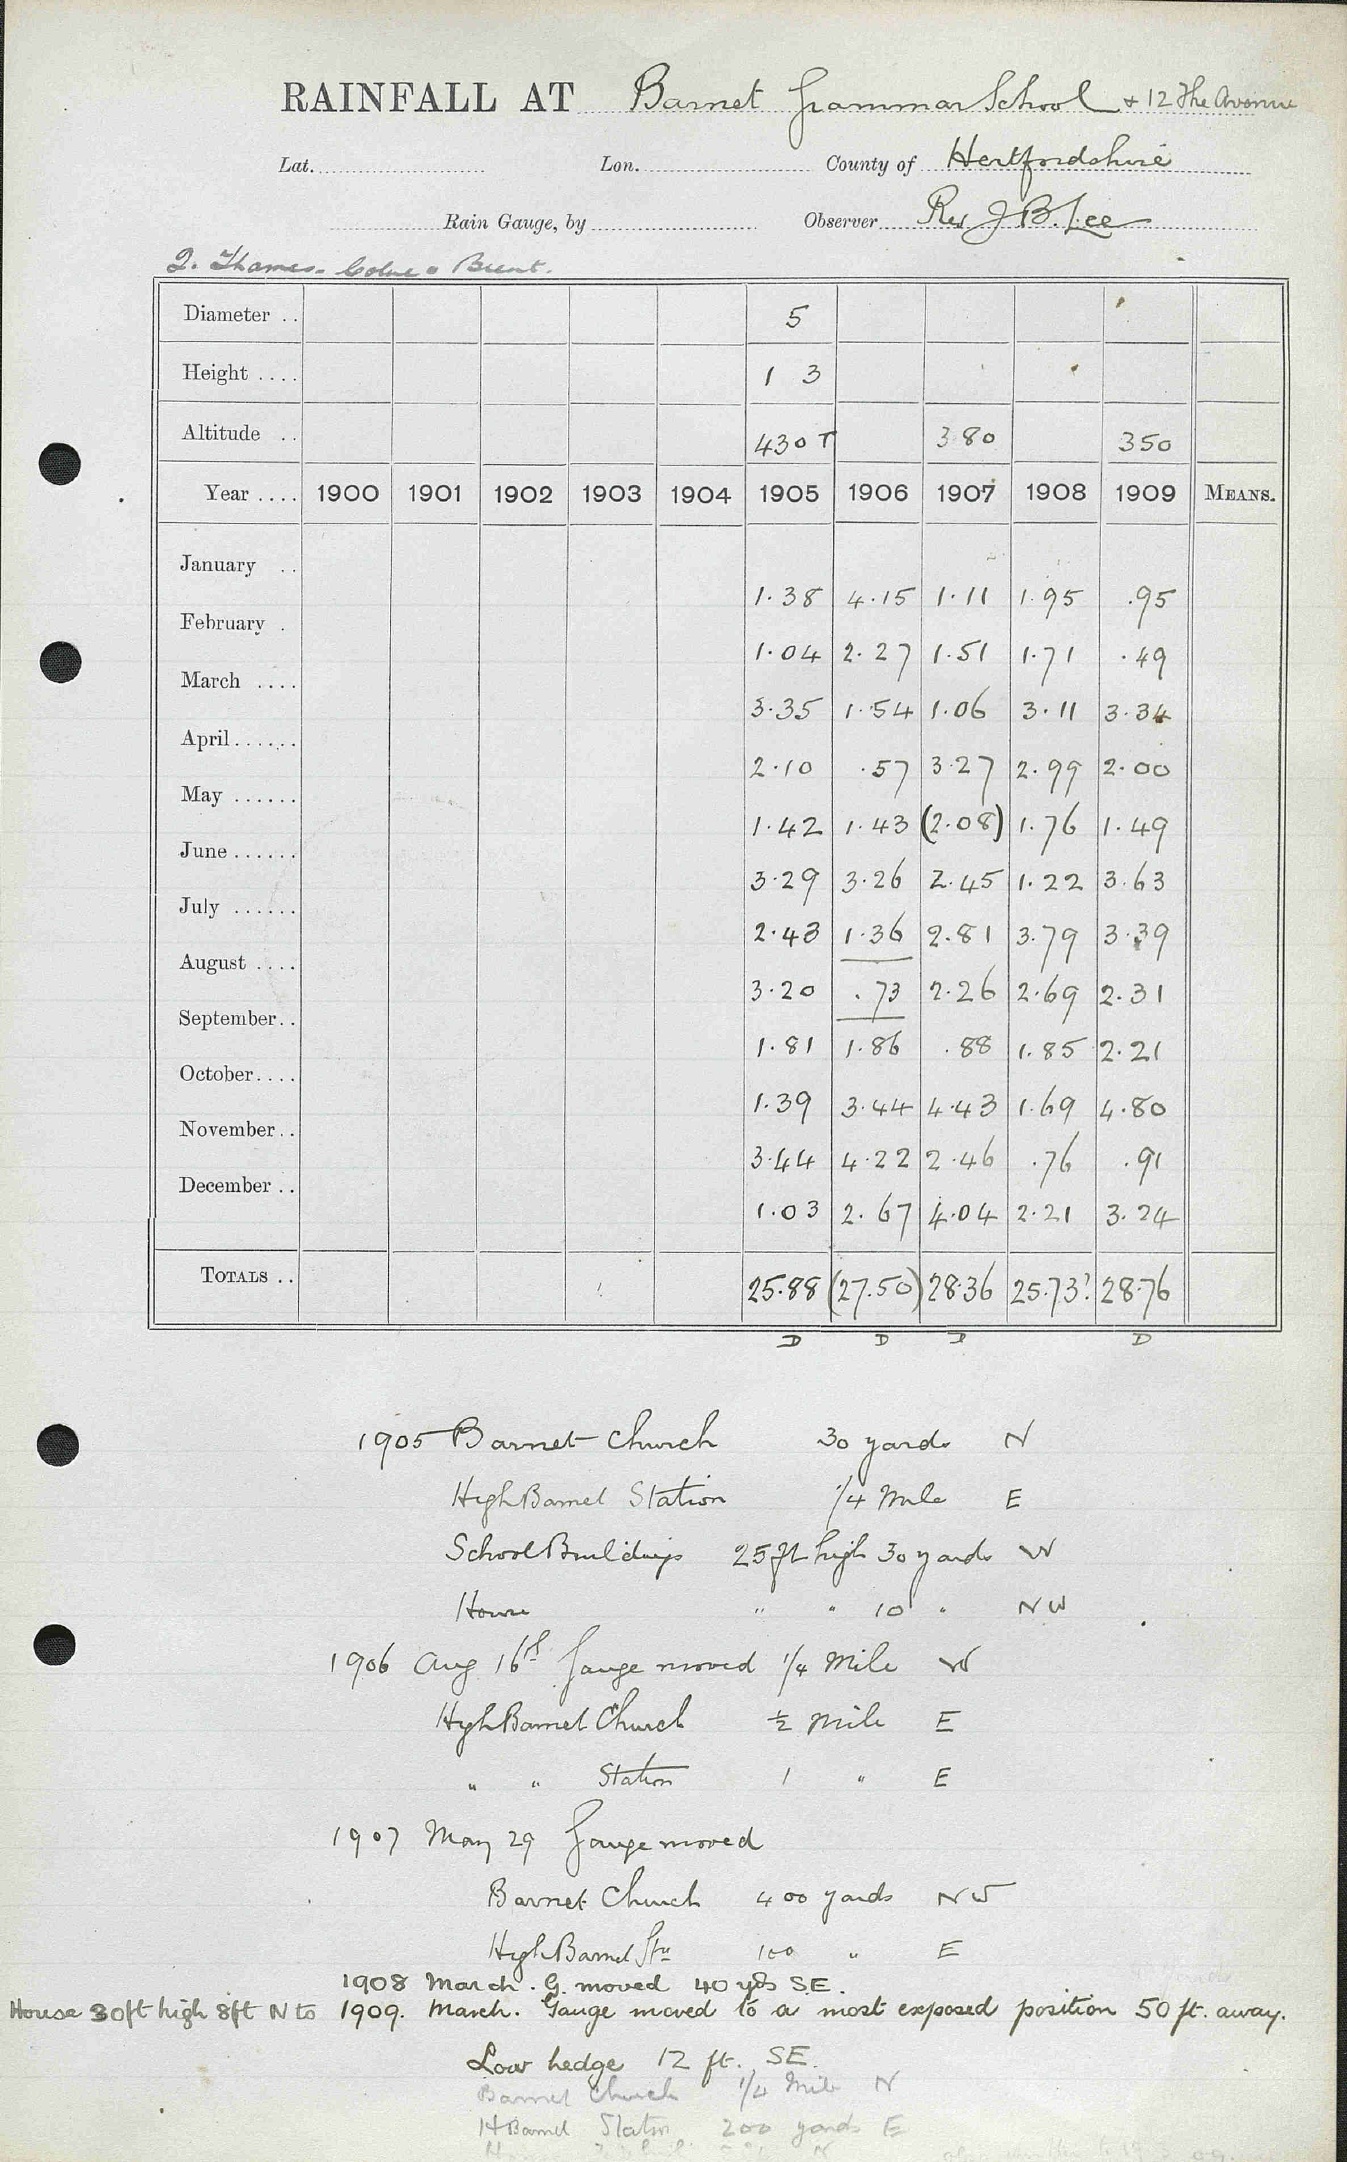 RAINFALL AT Barnet Grammar School & 12 The Avenue
Lat. Lon. County of Hertfordshire
Rain Gauge, by Observer Rev J B. Lee
2. Thames - Colne & Brent.
Diameter .. 5
Height .... 1 3
Altitude .. 430 T 380 350
Year .... 1900 1901 1902 1903 1904 1905 1906 1907 1908 1909 MEANS.
January .. 1.38 4.15 1.11 1.95 .95
February . 1.04 2.27 1.51 1.71 .49
March .... 3.35 1.54 1.06 3.11 3.34
April...... 2.10 .57 3.27 2.99 2.00
May ...... 1.42 1.43 (2.08) 1.76 1.49
June...... 3.29 3.26 2.45 1.22 3.63
July ...... 2.43 1.36 2.81 3.79 3.39
August .... 3.20 .73 2.26 2.69 2.31
September.. 1.81 1.86 .88 1.85 2.21
October.... 1.39 3.44 4.43 1.69 4.80
November.. 3.44 4.22 2.46 .76 .91
December .. 1.03 2.67 4.04 2.21 3.24
TOTALS .. 25.88 (27.50) 28.36 25.73? 28.76
D D D D
1905 Barnet Church 30 yards N
High Barnet Station 1/4 Mile E
School Buildings 25 ft high 30 yards W
House " " 10 " NW
1906 Aug 16th Gauge moved 1/4 Mile W
High Barnet Church 1/2 Mile E
" " Station 1 " E
1907 May 29 Gauge moved
Barnet Church 400 yards NW
High Barnet Stn 100 " E
1908 March. G. moved 40 yds SE.
House 30ft high 8ft N to 1909. March. Gauge moved to a most exposed position 50 ft. away.
Low hedge 12 ft. SE.
Barnet Church 1/4 Mile N
H Barnet Station 200 yards E